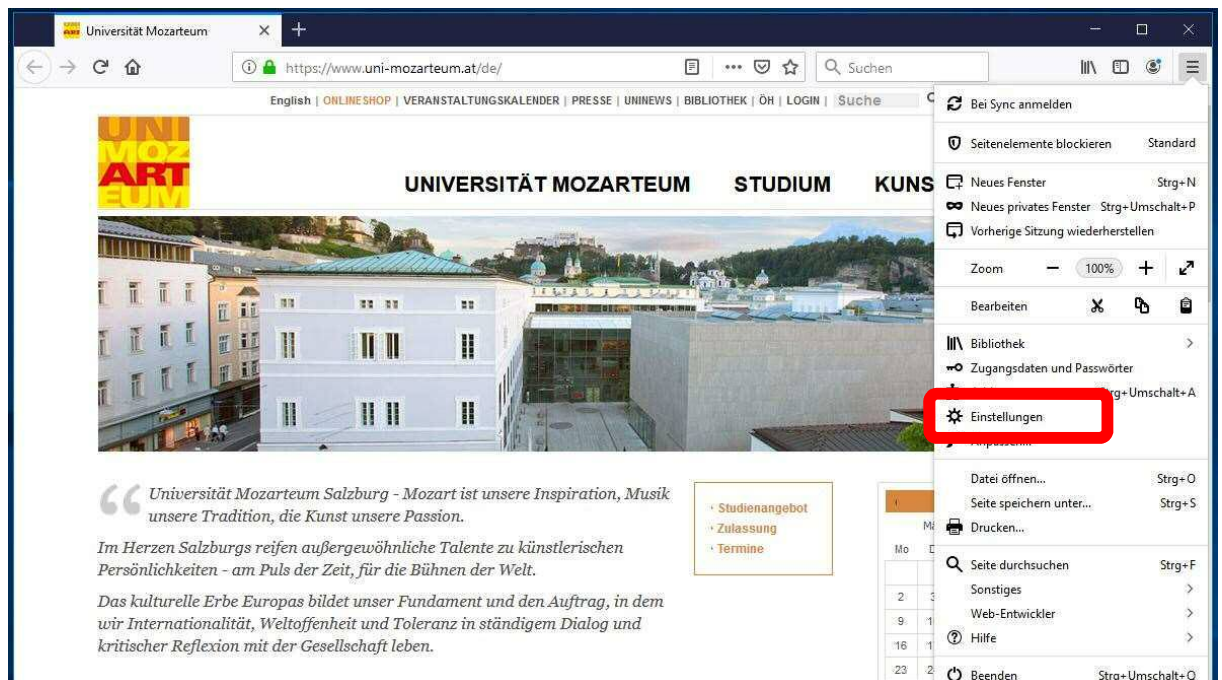 Universität Mozarteum
https://www.uni-mozarteum.at/de/
Suchen
English | ONLINESHOP | VERANSTALTUNGSKALENDER | PRESSE | UNINEWS | BIBLIOTHEK | ÖH | LOGIN | Suche
UNI
MOZ
ART
EUM
UNIVERSITÄT MOZARTEUM STUDIUM KUNS
Universität Mozarteum Salzburg - Mozart ist unsere Inspiration, Musik
unsere Tradition, die Kunst unsere Passion.
Im Herzen Salzburgs reifen außergewöhnliche Talente zu künstlerischen
Persönlichkeiten - am Puls der Zeit, für die Bühnen der Welt.
Das kulturelle Erbe Europas bildet unser Fundament und den Auftrag, in dem
wir Internationalität, Weltoffenheit und Toleranz in ständigem Dialog und
kritischer Reflexion mit der Gesellschaft leben.
· Studienangebot
· Zulassung
· Termine
Mo
2
9
16
23
Bei Sync anmelden
Seitenelemente blockieren Standard
Neues Fenster Strg+N
Neues privates Fenster Strg+Umschalt+P
Vorherige Sitzung wiederherstellen
Zoom 100%
Bearbeiten
Bibliothek
Zugangsdaten und Passwörter
Strg+Umschalt+A
Einstellungen
Anpassen...
Datei öffnen... Strg+O
Seite speichern unter... Strg+S
Drucken...
Seite durchsuchen Strg+F
Sonstiges
Web-Entwickler
Hilfe
Beenden Strg+Umschalt+Q